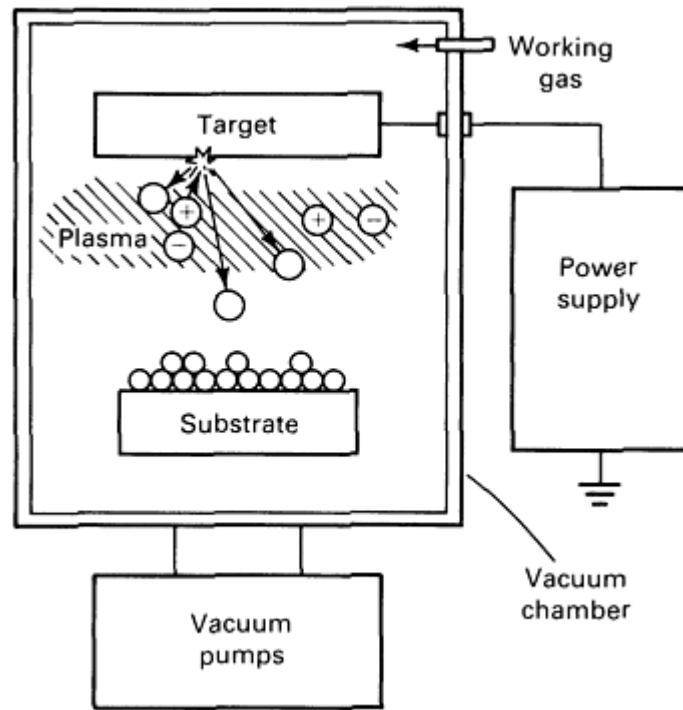 Working
gas
Target
+
+
−
Plasma
−
Power
supply
Substrate
Vacuum
chamber
Vacuum
pumps